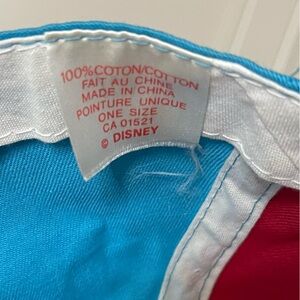 100% COTON/COTTON
FAIT AU CHINA
MADE IN CHINA
POINTURE UNIQUE
ONE SIZE
CA 01521
© DISNEY